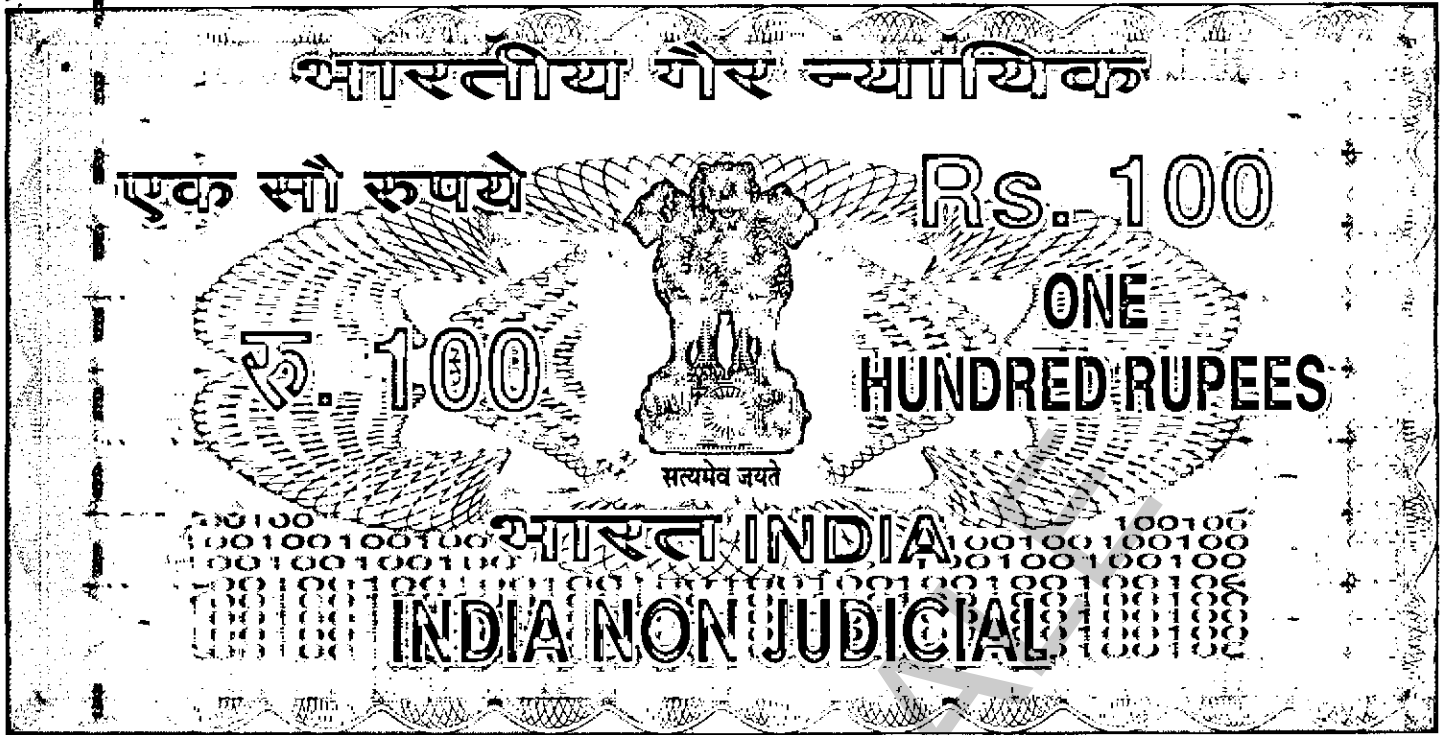 भारतीय गैर न्यायिक
एक सौ रुपये
Rs. 100
रु. 100
ONE
HUNDRED RUPEES
सत्यमेव जयते
भारत INDIA
INDIA NON JUDICIAL